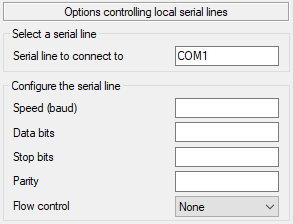 Options controlling local serial lines
Select a serial line
Serial line to connect to COM1
Configure the serial line
Speed (baud)
Data bits
Stop bits
Parity
Flow control None